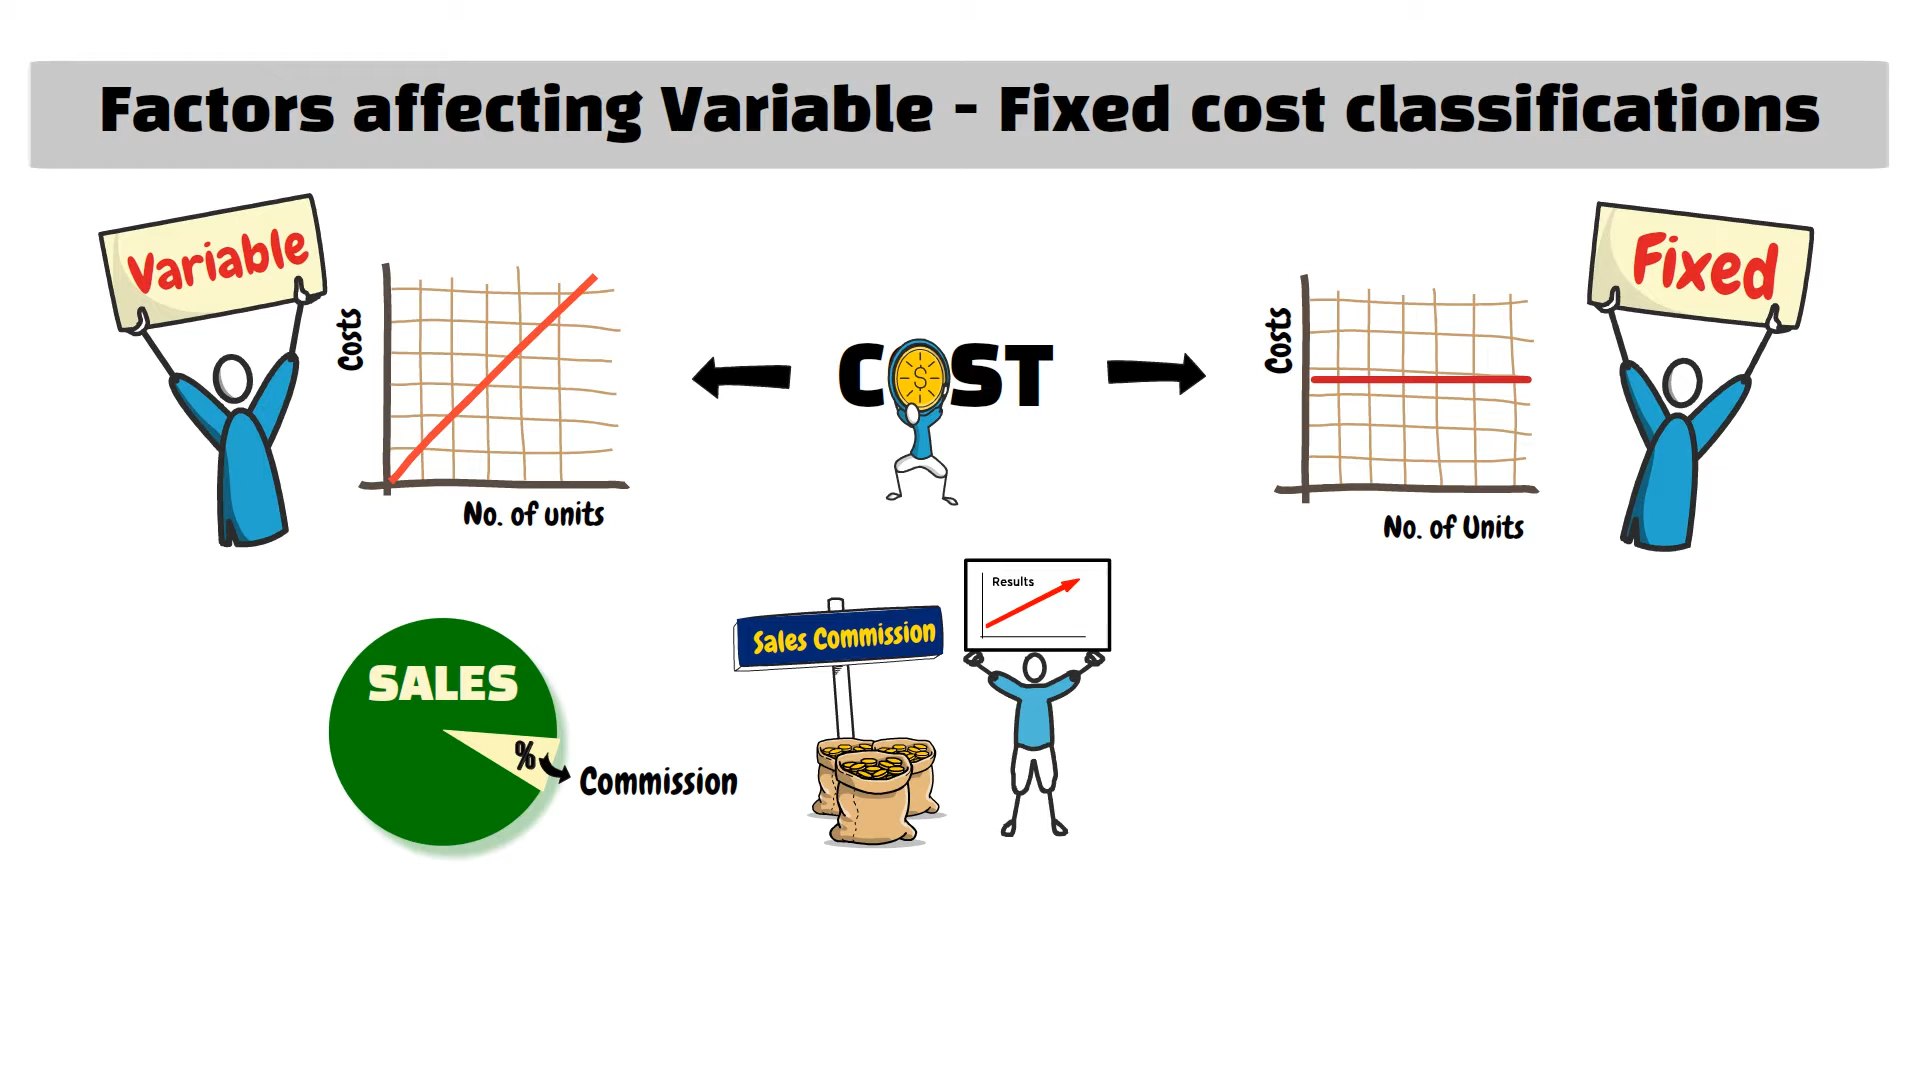 Factors affecting Variable - Fixed cost classifications
Variable
Costs
No. of units
COST
$
Costs
No. of Units
Fixed
SALES
%
Commission
Sales Commission
Results